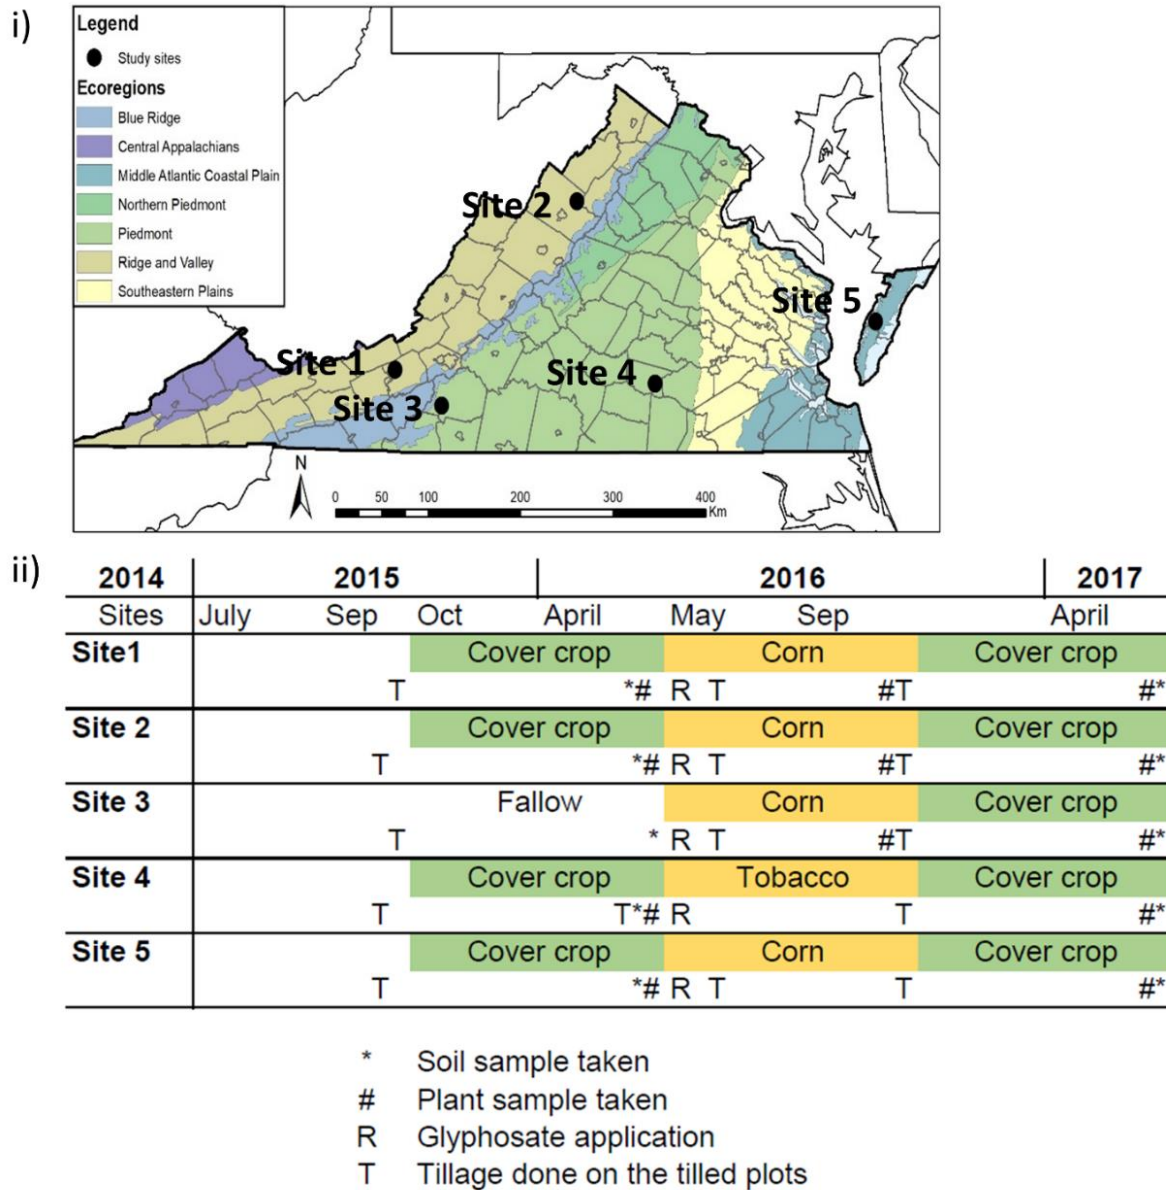 i)
Legend
Study sites
Ecoregions
Blue Ridge
Central Appalachians
Middle Atlantic Coastal Plain
Northern Piedmont
Piedmont
Ridge and Valley
Southeastern Plains
Site 2
Site 5
Site 1
Site 4
Site 3
N
0 50 100 200 300 400
Km
ii)
2014 2015 2016 2017
Sites July Sep Oct April May Sep April
Site1 Cover crop Corn Cover crop
T *# R T #T #*
Site 2 Cover crop Corn Cover crop
T *# R T #T #*
Site 3 Fallow Corn Cover crop
T * R T #T #*
Site 4 Cover crop Tobacco Cover crop
T T*# R T #*
Site 5 Cover crop Corn Cover crop
T *# R T T #*
* Soil sample taken
# Plant sample taken
R Glyphosate application
T Tillage done on the tilled plots